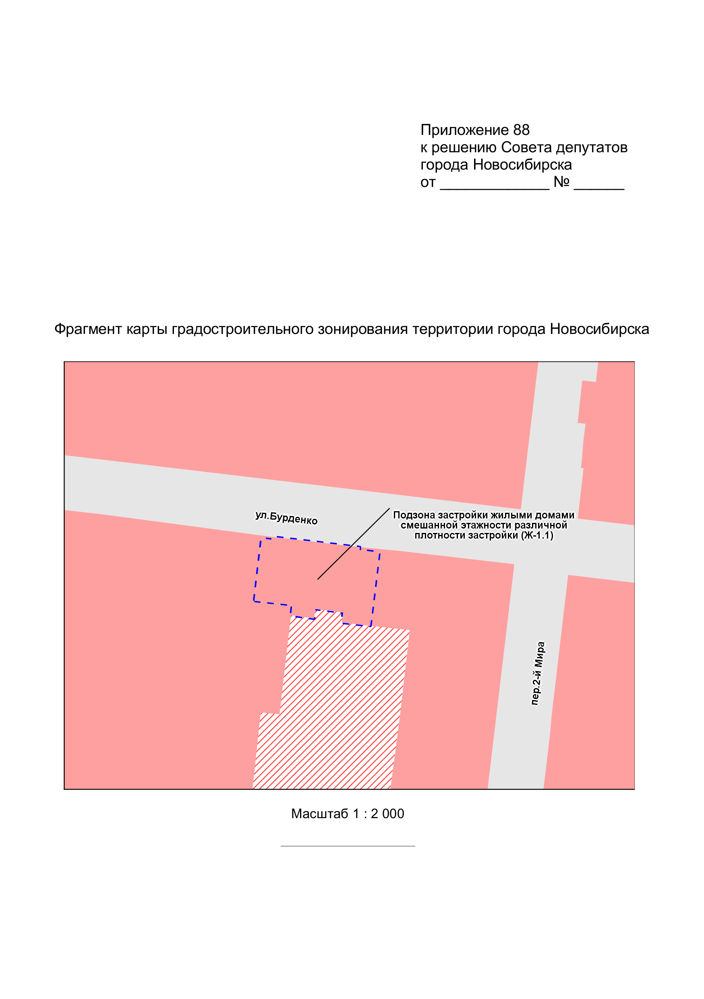 Приложение 88
к решению Совета депутатов
города Новосибирска
от _____________ № ______
Фрагмент карты градостроительного зонирования территории города Новосибирска
ул.Бурденко
Подзона застройки жилыми домами
смешанной этажности различной
плотности застройки (Ж-1.1)
пер.2-й Мира
Масштаб 1 : 2 000